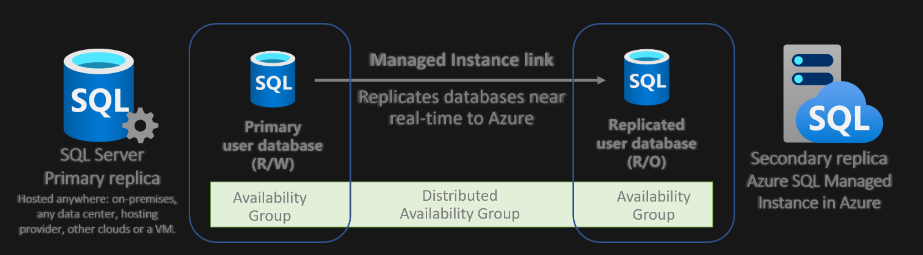 SQL
SQL Server
Primary replica
Hosted anywhere: on-premises,
any data center, hosting
provider, other clouds or a VM.
SQL
Primary
user database
(R/W)
Availability
Group
Managed Instance link
Replicates databases near
real-time to Azure
Distributed
Availability Group
SQL
Replicated
user database
(R/O)
Availability
Group
SQL
Secondary replica
Azure SQL Managed
Instance in Azure